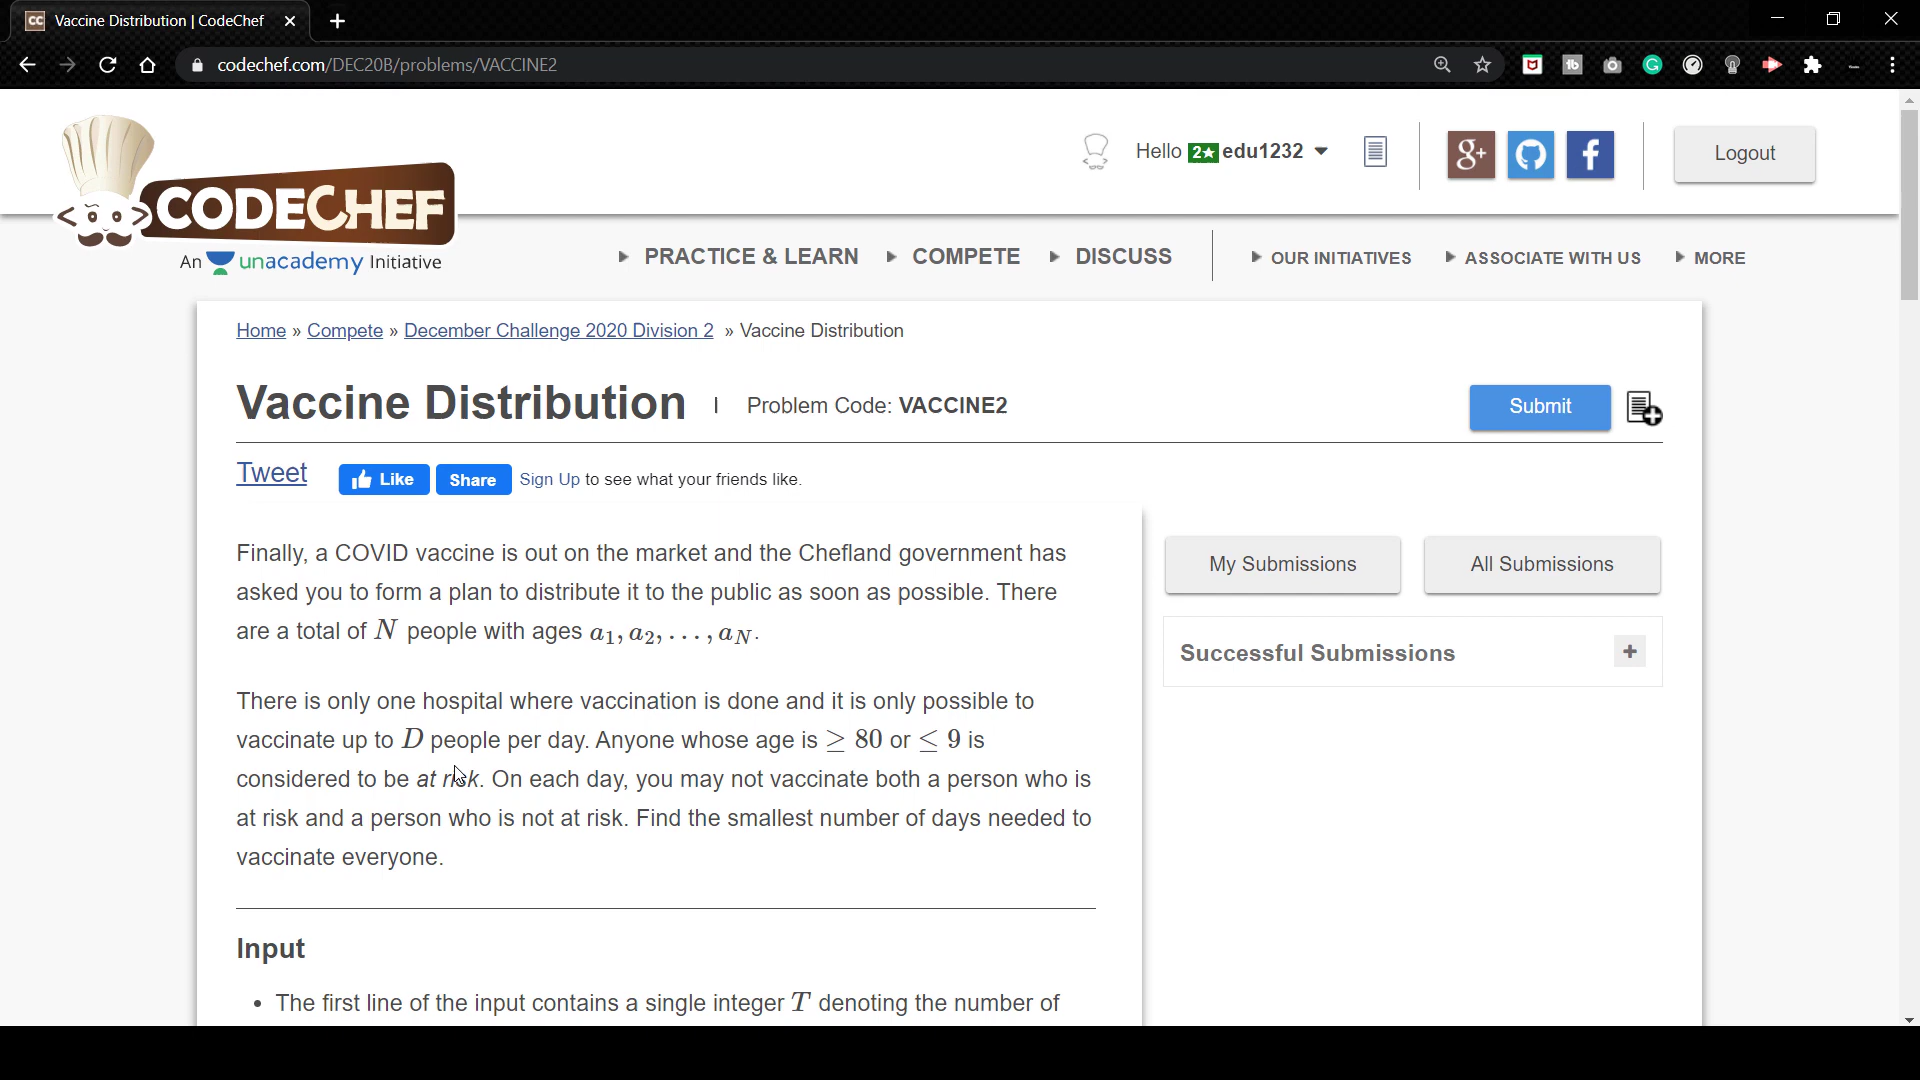 CC Vaccine Distribution | CodeChef
codechef.com/DEC20B/problems/VACCINE2
Hello 2★ edu1232
g+
f
Logout
CODECHEF
An unacademy Initiative
PRACTICE & LEARN
COMPETE
DISCUSS
OUR INITIATIVES
ASSOCIATE WITH US
MORE
Home » Compete » December Challenge 2020 Division 2 » Vaccine Distribution
Vaccine Distribution | Problem Code: VACCINE2
Submit
Tweet
Like
Share
Sign Up to see what your friends like.
Finally, a COVID vaccine is out on the market and the Chefland government has
asked you to form a plan to distribute it to the public as soon as possible. There
are a total of N people with ages a₁, a₂, . . . , a_N.
There is only one hospital where vaccination is done and it is only possible to
vaccinate up to D people per day. Anyone whose age is ≥ 80 or ≤ 9 is
considered to be at risk. On each day, you may not vaccinate both a person who is
at risk and a person who is not at risk. Find the smallest number of days needed to
vaccinate everyone.
My Submissions
All Submissions
Successful Submissions
+
Input
• The first line of the input contains a single integer T denoting the number of